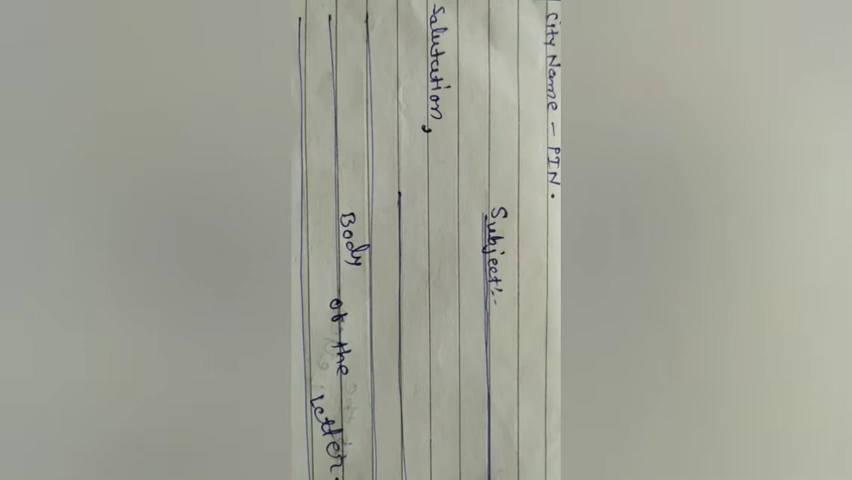 City Name - PIN.
Subject:-
Salutation,
Body of the Letter.